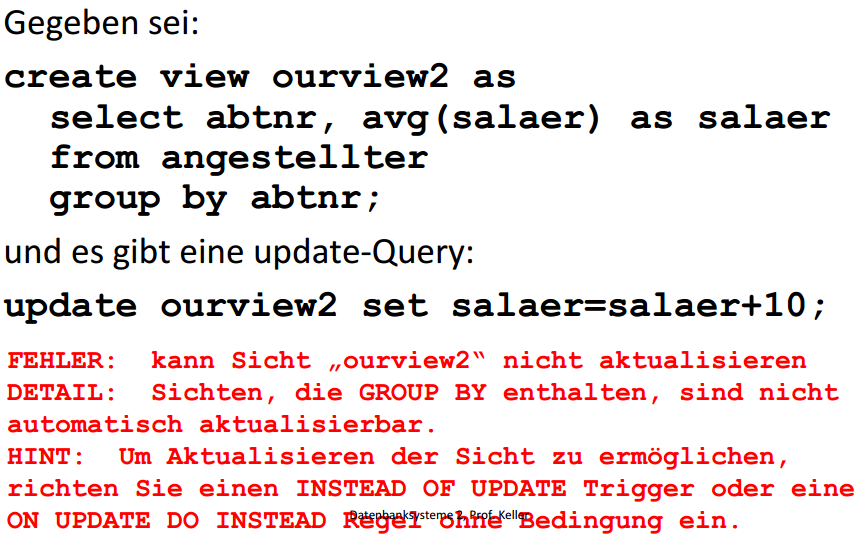 Gegeben sei:
create view ourview2 as
select abtnr, avg(salaer) as salaer
from angestellter
group by abtnr;
und es gibt eine update-Query:
update ourview2 set salaer=salaer+10;
FEHLER: kann Sicht „ourview2“ nicht aktualisieren
DETAIL: Sichten, die GROUP BY enthalten, sind nicht
automatisch aktualisierbar.
HINT: Um Aktualisieren der Sicht zu ermöglichen,
richten Sie einen INSTEAD OF UPDATE Trigger oder eine
ON UPDATE DO INSTEAD Regel ohne Bedingung ein.
Datenbanksysteme 2, Prof. Keller